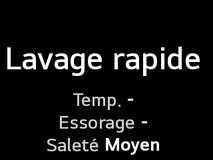 Lavage rapide
Temp. -
Essorage -
Saleté Moyen